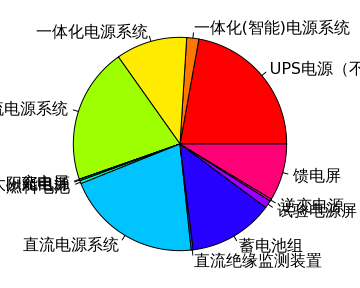 一体化(智能)电源系统
一体化电源系统
UPS电源（不
流电源系统
馈电屏
逆变电源
试验电源屏
直流电源系统
蓄电池组
直流绝缘监测装置